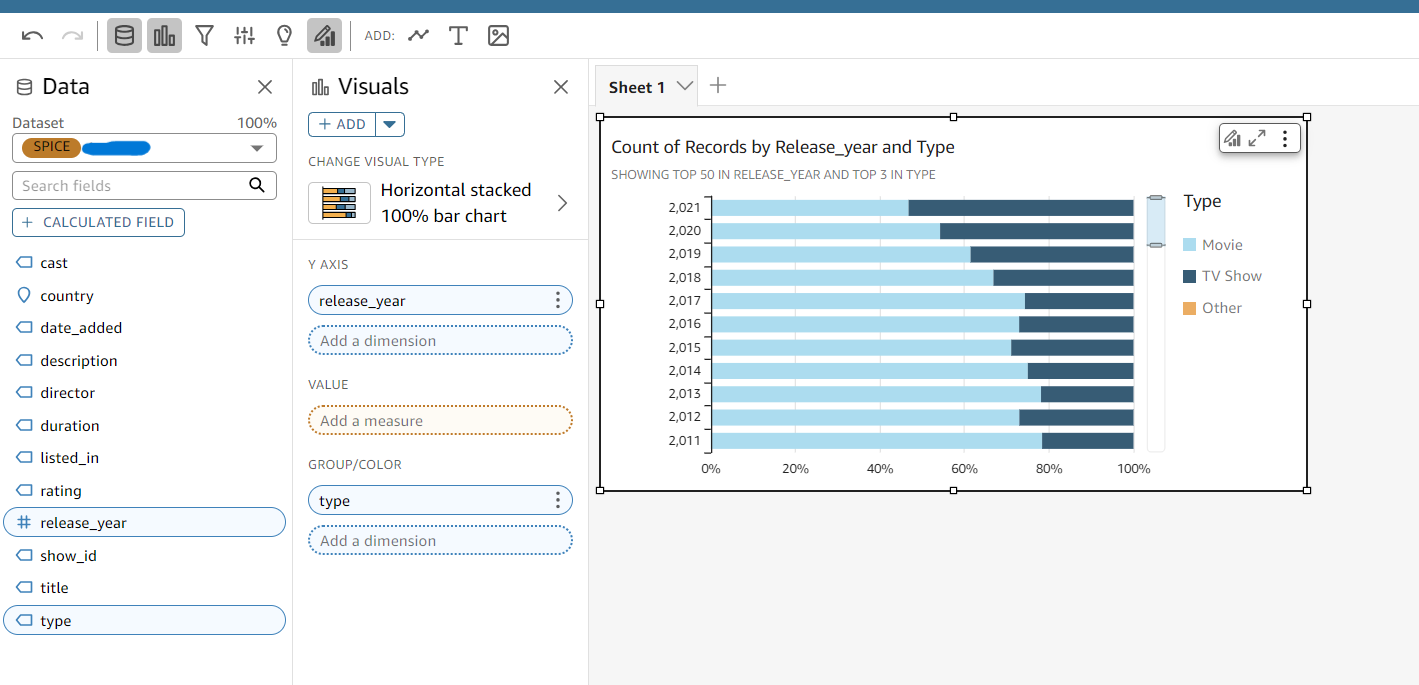 ADD:
Data
Dataset 100%
SPICE
Search fields
+ CALCULATED FIELD
cast
country
date_added
description
director
duration
listed_in
rating
release_year
show_id
title
type
Visuals
+ ADD
CHANGE VISUAL TYPE
Horizontal stacked
100% bar chart
Y AXIS
release_year
Add a dimension
VALUE
Add a measure
GROUP/COLOR
type
Add a dimension
Sheet 1
Count of Records by Release_year and Type
SHOWING TOP 50 IN RELEASE_YEAR AND TOP 3 IN TYPE
2,021
2,020
2,019
2,018
2,017
2,016
2,015
2,014
2,013
2,012
2,011
0% 20% 40% 60% 80% 100%
Type
Movie
TV Show
Other